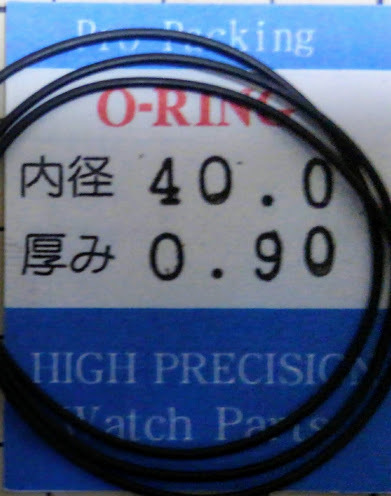 Pro Packing
O-RING
内径 40.0
厚み 0.90
HIGH PRECISION
Watch Parts